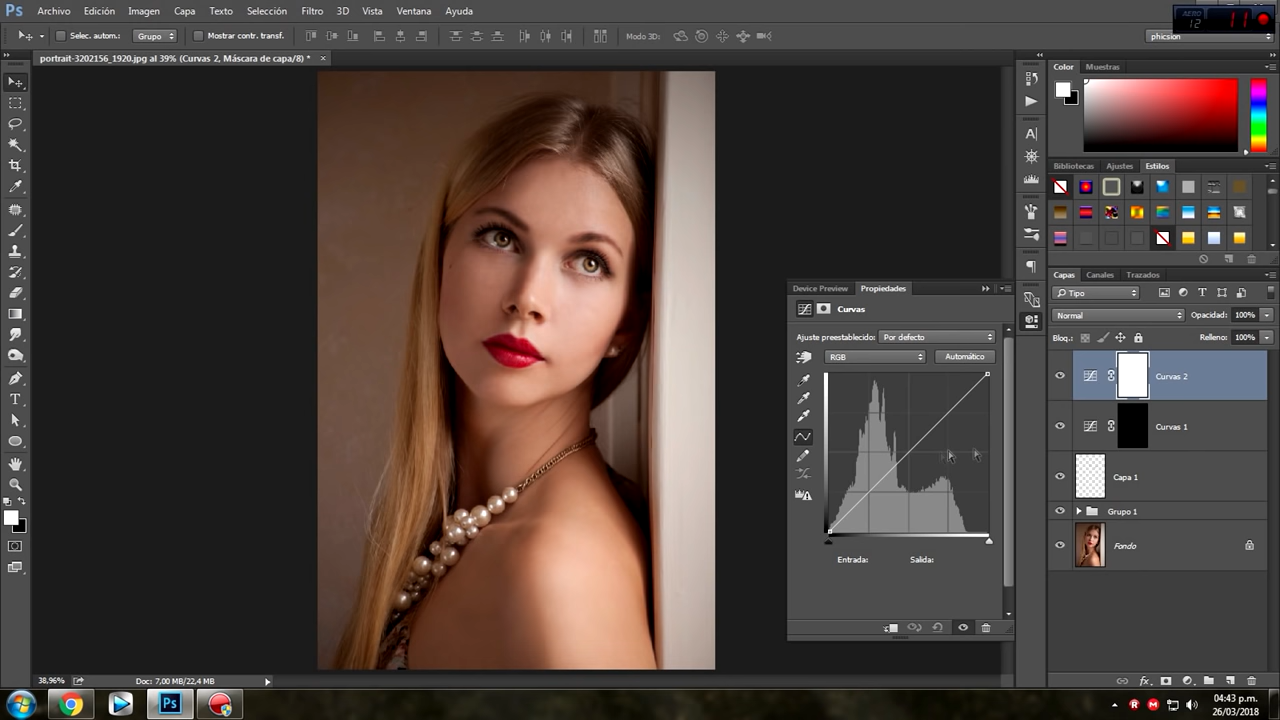 Ps Archivo Edición Imagen Capa Texto Selección Filtro 3D Vista Ventana Ayuda
AERO 12 11
Selec. autom.: Grupo Mostrar contr. transf. Modo 3D: phicsion
portrait-3202156_1920.jpg al 39% (Curvas 2, Máscara de capa/8) *
Color Muestras
Bibliotecas Ajustes Estilos
Capas Canales Trazados
Tipo
Normal Opacidad: 100%
Bloq.: Relleno: 100%
Curvas 2
Curvas 1
Capa 1
Grupo 1
Fondo
Device Preview Propiedades
Curvas
Ajuste preestablecido: Por defecto
RGB Automático
Entrada: Salida:
38,96% Doc: 7,00 MB/22,4 MB
Ps
04:43 p.m.
26/03/2018